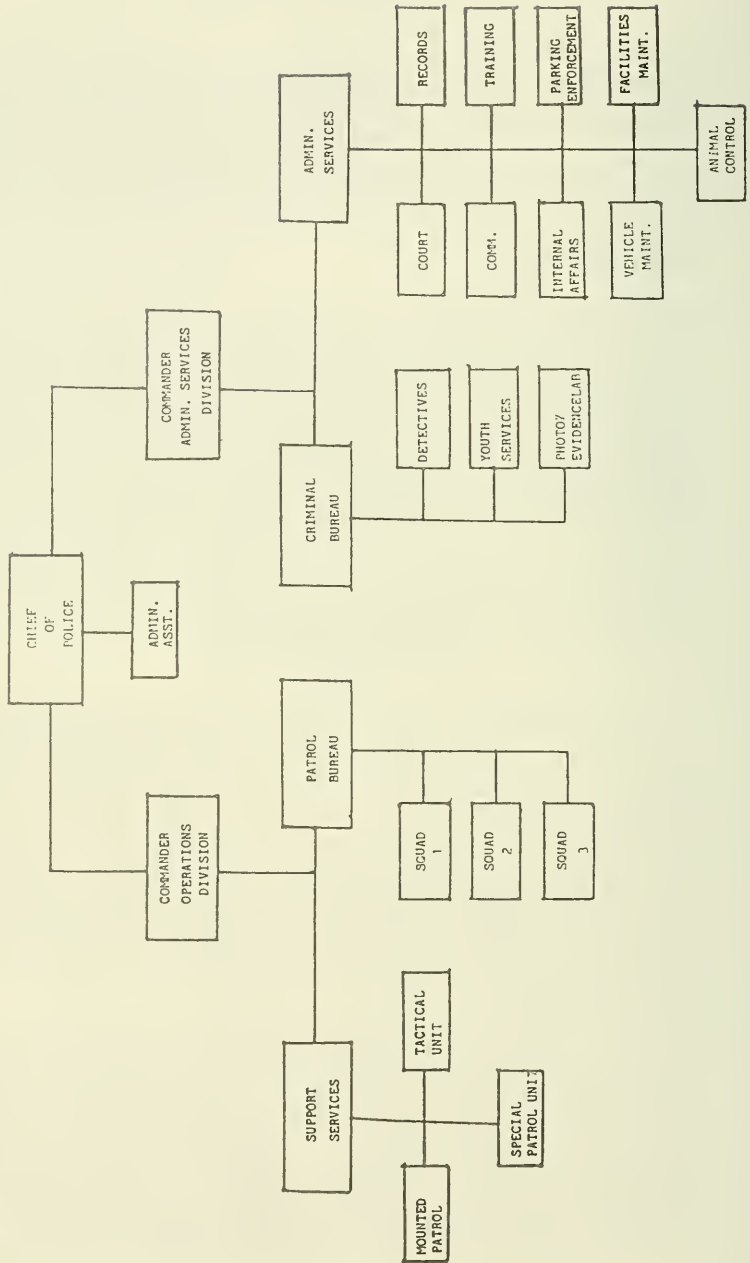 CHIEF
OF
POLICE
ADMIN.
ASST.
COMMANDER
OPERATIONS
DIVISION
COMMANDER
ADMIN. SERVICES
DIVISION
SUPPORT
SERVICES
PATROL
BUREAU
CRIMINAL
BUREAU
ADMIN.
SERVICES
MOUNTED
PATROL
TACTICAL
UNIT
SPECIAL
PATROL UNIT
SQUAD
1
SQUAD
2
SQUAD
3
DETECTIVES
YOUTH
SERVICES
PHOTO/
EVIDENCELAB
COURT
RECORDS
COMM.
TRAINING
INTERNAL
AFFAIRS
PARKING
ENFORCEMENT
VEHICLE
MAINT.
FACILITIES
MAINT.
ANIMAL
CONTROL